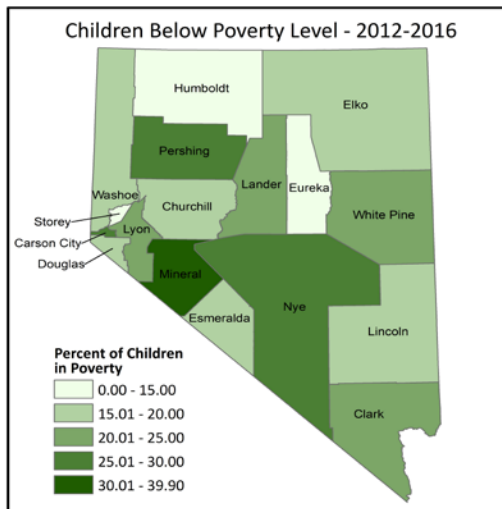 Children Below Poverty Level - 2012-2016
Humboldt
Elko
Pershing
Lander
Eureka
Washoe
Churchill
White Pine
Storey
Lyon
Carson City
Douglas
Mineral
Nye
Esmeralda
Lincoln
Clark
Percent of Children
in Poverty
0.00 - 15.00
15.01 - 20.00
20.01 - 25.00
25.01 - 30.00
30.01 - 39.90